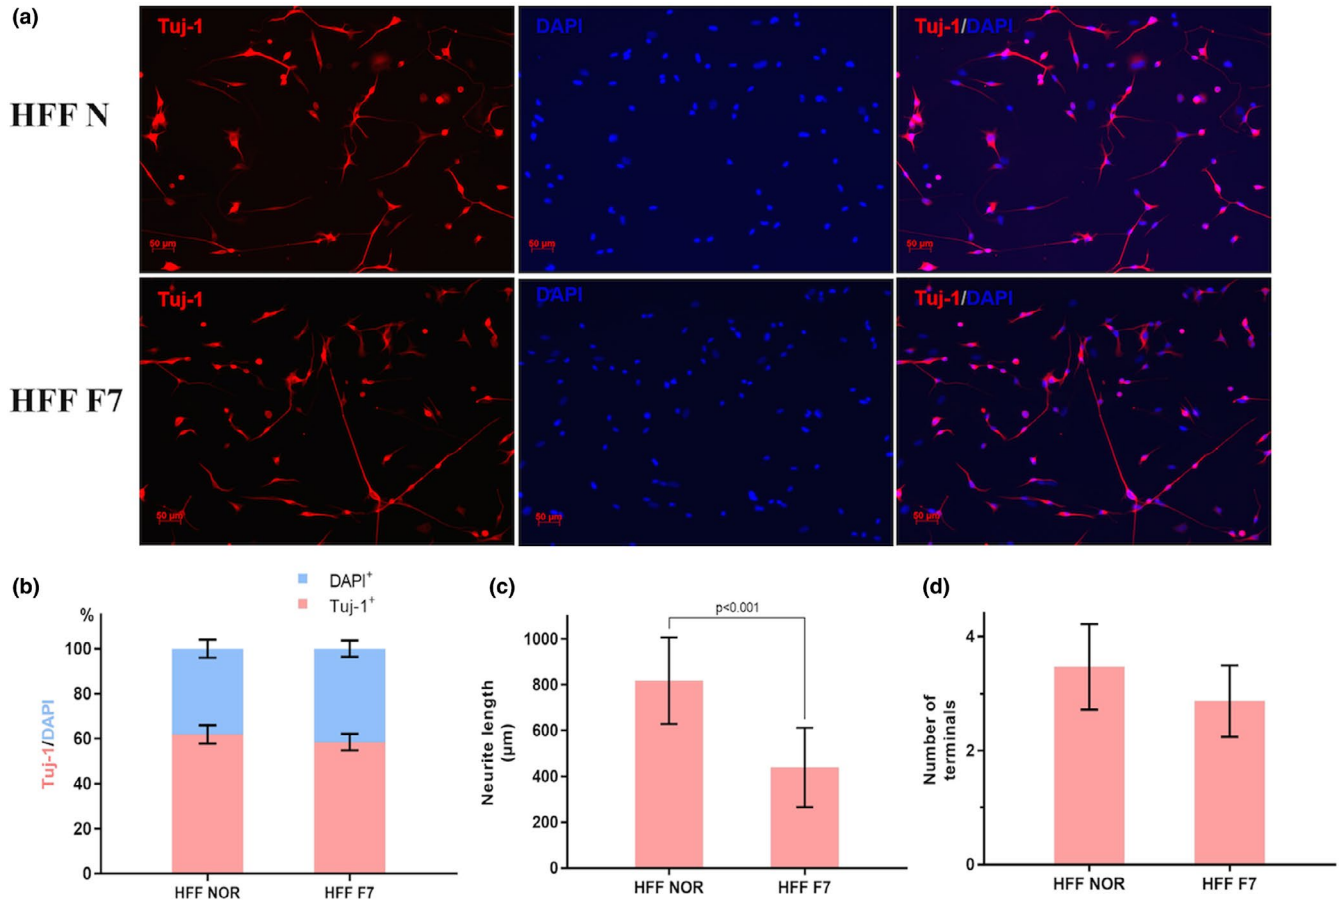 (a)
Tuj-1
DAPI
Tuj-1/DAPI
HFF N
50 µm
50 µm
50 µm
Tuj-1
DAPI
Tuj-1/DAPI
HFF F7
50 µm
50 µm
50 µm
(b)
DAPI+
Tuj-1+
%
100
80
60
40
20
0
Tuj-1/DAPI
HFF NOR
HFF F7
(c)
p<0.001
1000
800
600
400
200
0
Neurite length
(µm)
HFF NOR
HFF F7
(d)
4
2
0
Number of
terminals
HFF NOR
HFF F7